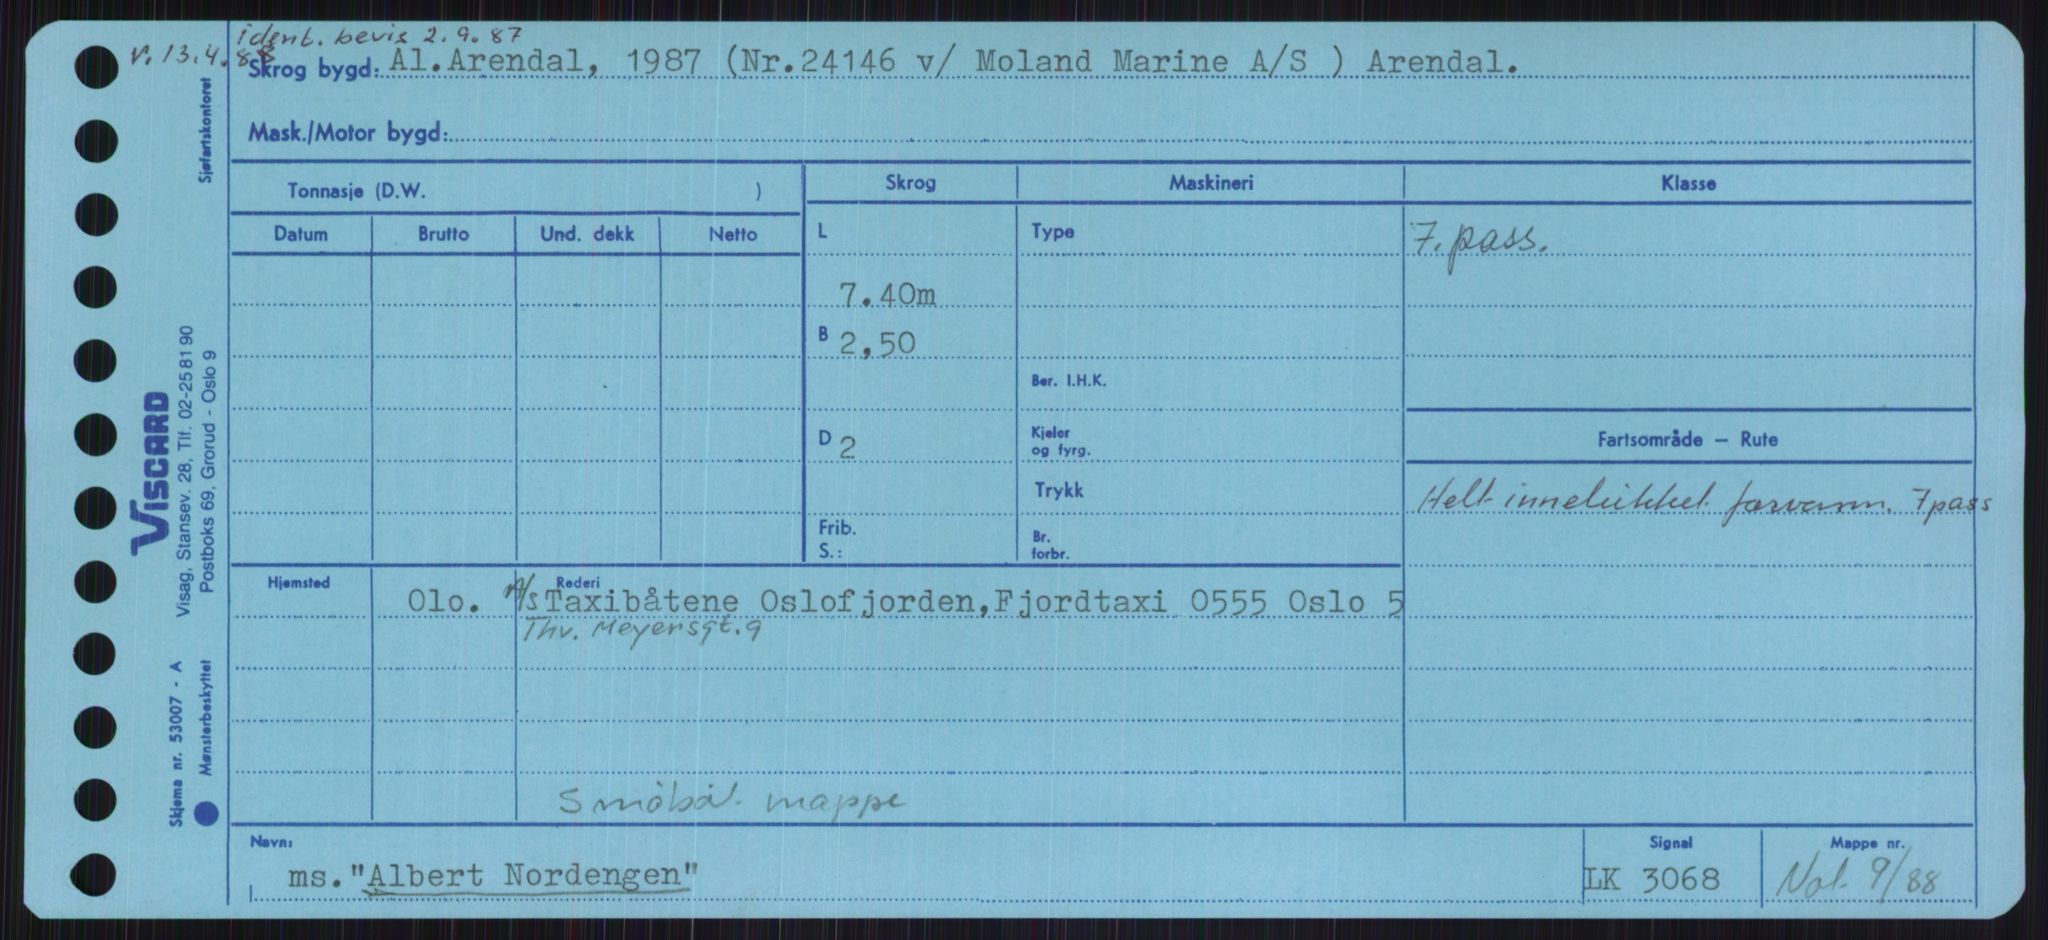 ident. bevis 2.9.87
v. 13.4.88
Skrog bygd: Al.Arendal, 1987 (Nr.24146 v/ Moland Marine A/S ) Arendal.
Mask./Motor bygd:
Sjøfartskontoret
Tonnasje (D.W. )
Datum Brutto Und. dekk Netto
Skrog Maskineri Klasse
L Type 7. pass.
7.40m
B 2,50
Ber. I.H.K.
D 2 Kjeler
og fyrg.
Fartsområde — Rute
Trykk
Helt innelukket farvann. 7 pass
Frib.
S.:
Br.
forbr.
Hjemsted Rederi
Olo. A/S Taxibåtene Oslofjorden,Fjordtaxi 0555 Oslo 5
Thv. Meyersgt. 9
Småbåt mappe
Navn: Signal Mappe nr.
ms."Albert Nordengen" LK 3068 Not 9/88
VISCARD
Visag, Stansev. 28, Tlf. 02-25 81 90
Postboks 69, Grorud - Oslo 9
Skjema nr. 53007 - A
Mønsterbeskyttet